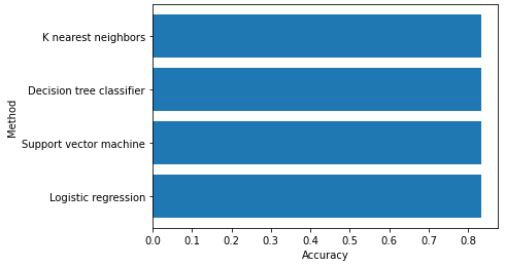 K nearest neighbors
Decision tree classifier
Support vector machine
Logistic regression
Method
0.0 0.1 0.2 0.3 0.4 0.5 0.6 0.7 0.8
Accuracy